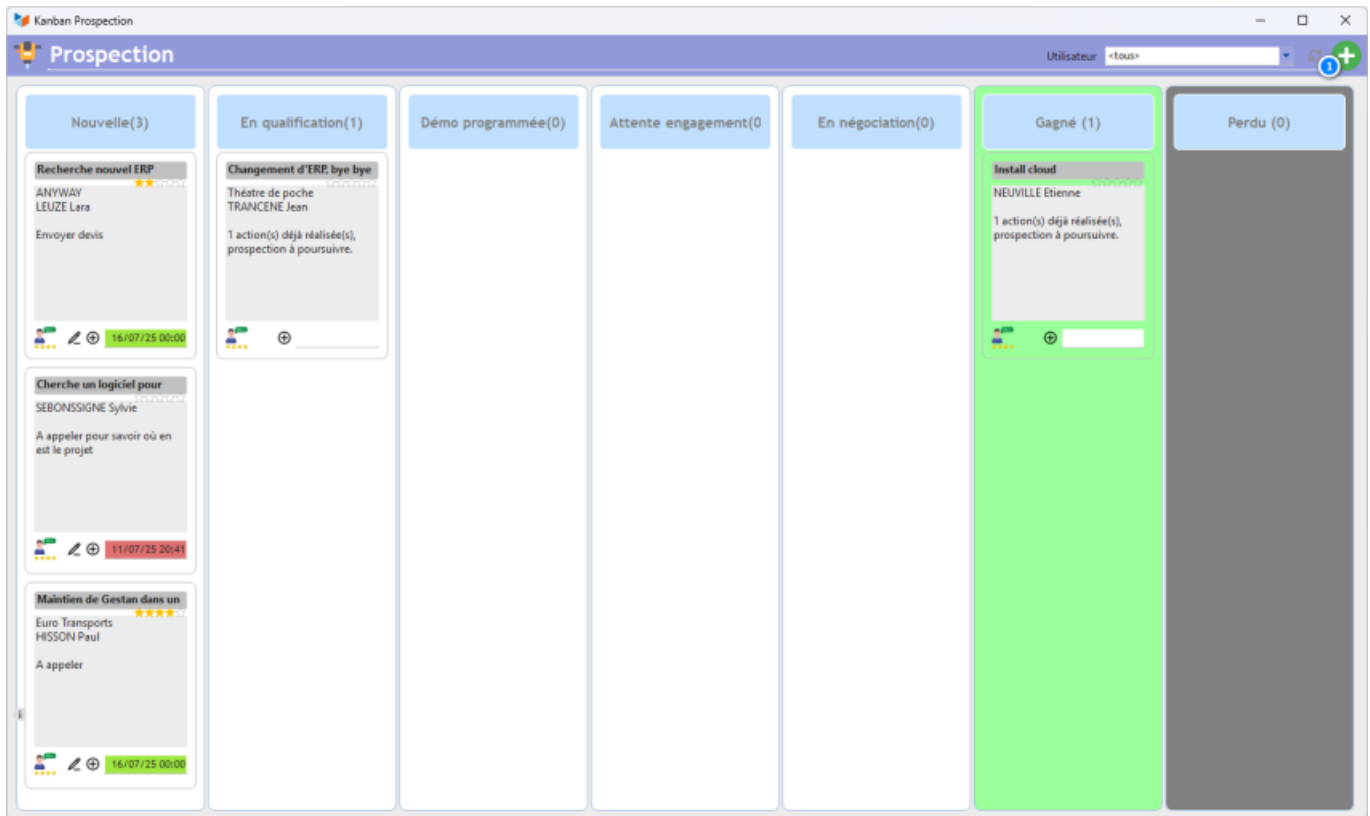 Kanban Prospection
Prospection
Utilisateur <tous>
1
Nouvelle(3)
Recherche nouvel ERP
ANYWAY
LEUZE Lara
Envoyer devis
16/07/25 00:00
Cherche un logiciel pour
SEBONSSIGNE Sylvie
A appeler pour savoir où en
est le projet
11/07/25 20:41
Maintien de Gestan dans un
Euro Transports
HISSON Paul
A appeler
16/07/25 00:00
En qualification(1)
Changement d'ERP, bye bye
Théatre de poche
TRANCENE Jean
1 action(s) déjà réalisée(s),
prospection à poursuivre.
Démo programmée(0)
Attente engagement(0
En négociation(0)
Gagné (1)
Install cloud
NEUVILLE Etienne
1 action(s) déjà réalisée(s),
prospection à poursuivre.
Perdu (0)